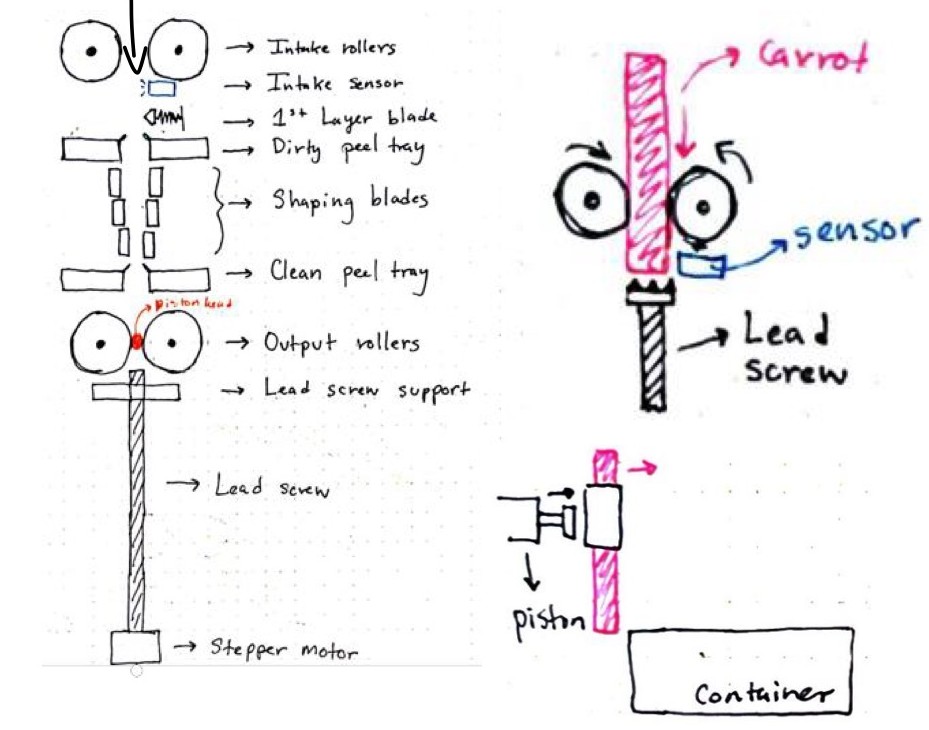 Intake rollers
Intake sensor
1st Layer blade
Dirty peel tray
Shaping blades
Clean peel tray
piston head
Output rollers
Lead screw support
Lead screw
Stepper motor
Carrot
sensor
Lead
screw
piston
Container